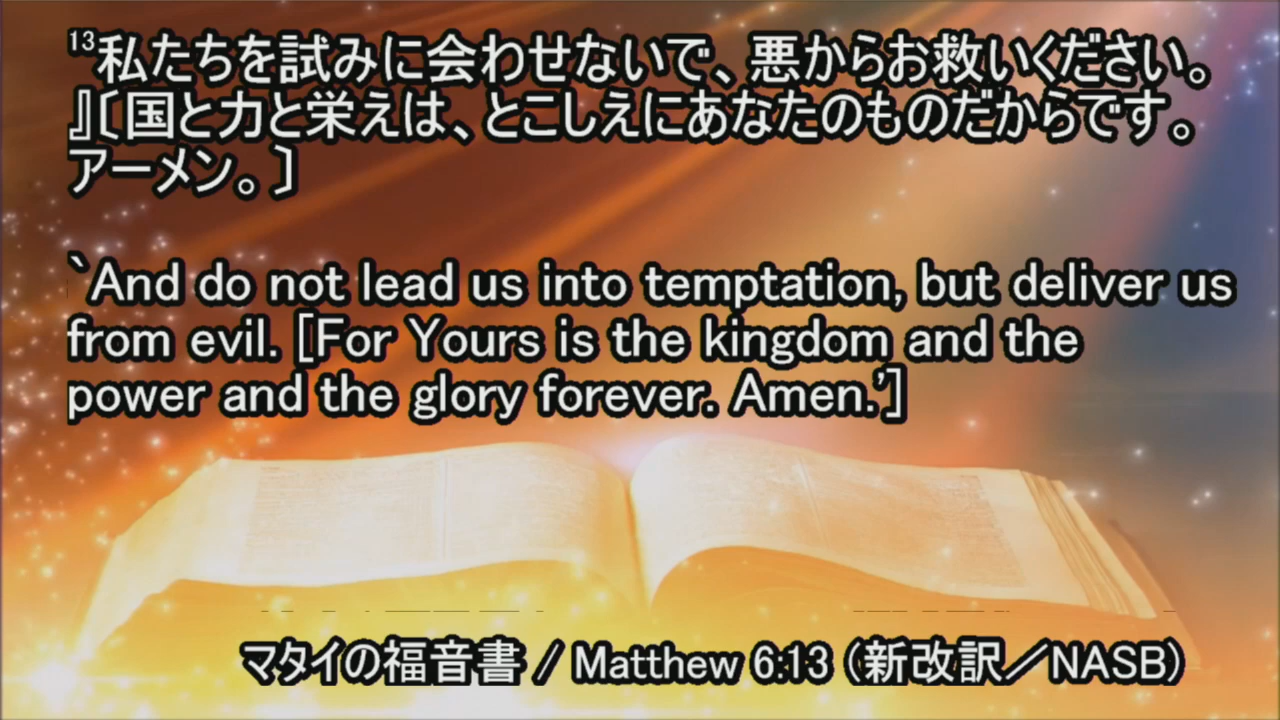 13私たちを試みに会わせないで、悪からお救いください。
』〔国と力と栄えは、とこしえにあなたのものだからです。
アーメン。〕
`And do not lead us into temptation, but deliver us
from evil. [For Yours is the kingdom and the
power and the glory forever. Amen.']
マタイの福音書 / Matthew 6:13 (新改訳／NASB)